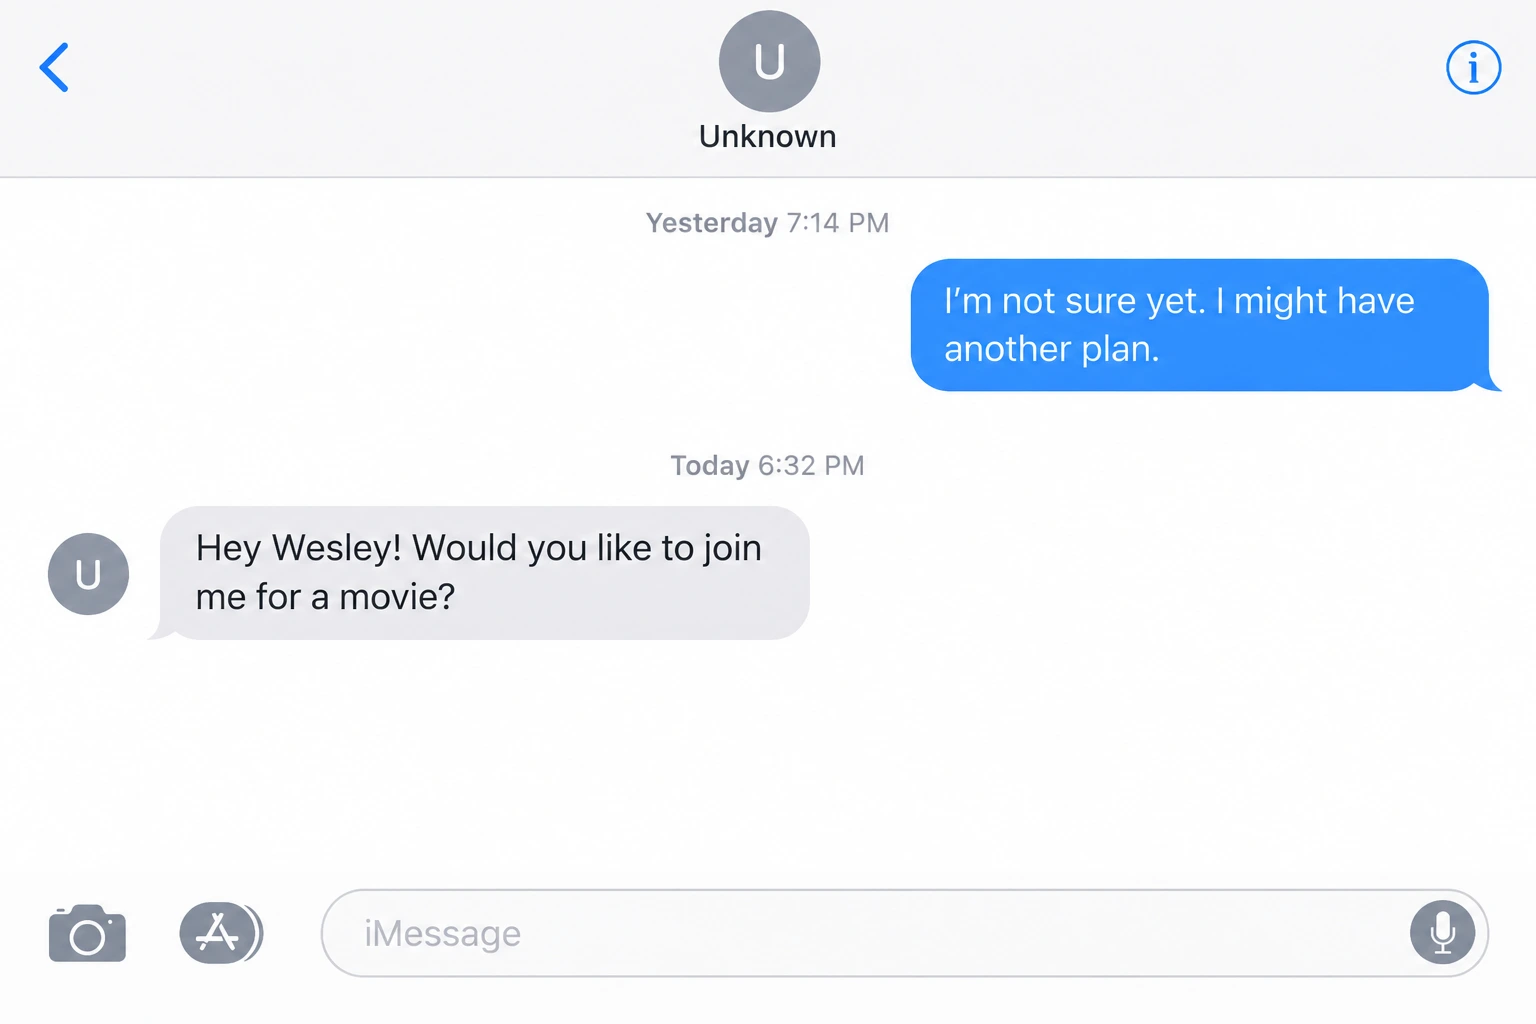 U
Unknown
Yesterday 7:14 PM
I’m not sure yet. I might have
another plan.
Today 6:32 PM
U
Hey Wesley! Would you like to join
me for a movie?
iMessage